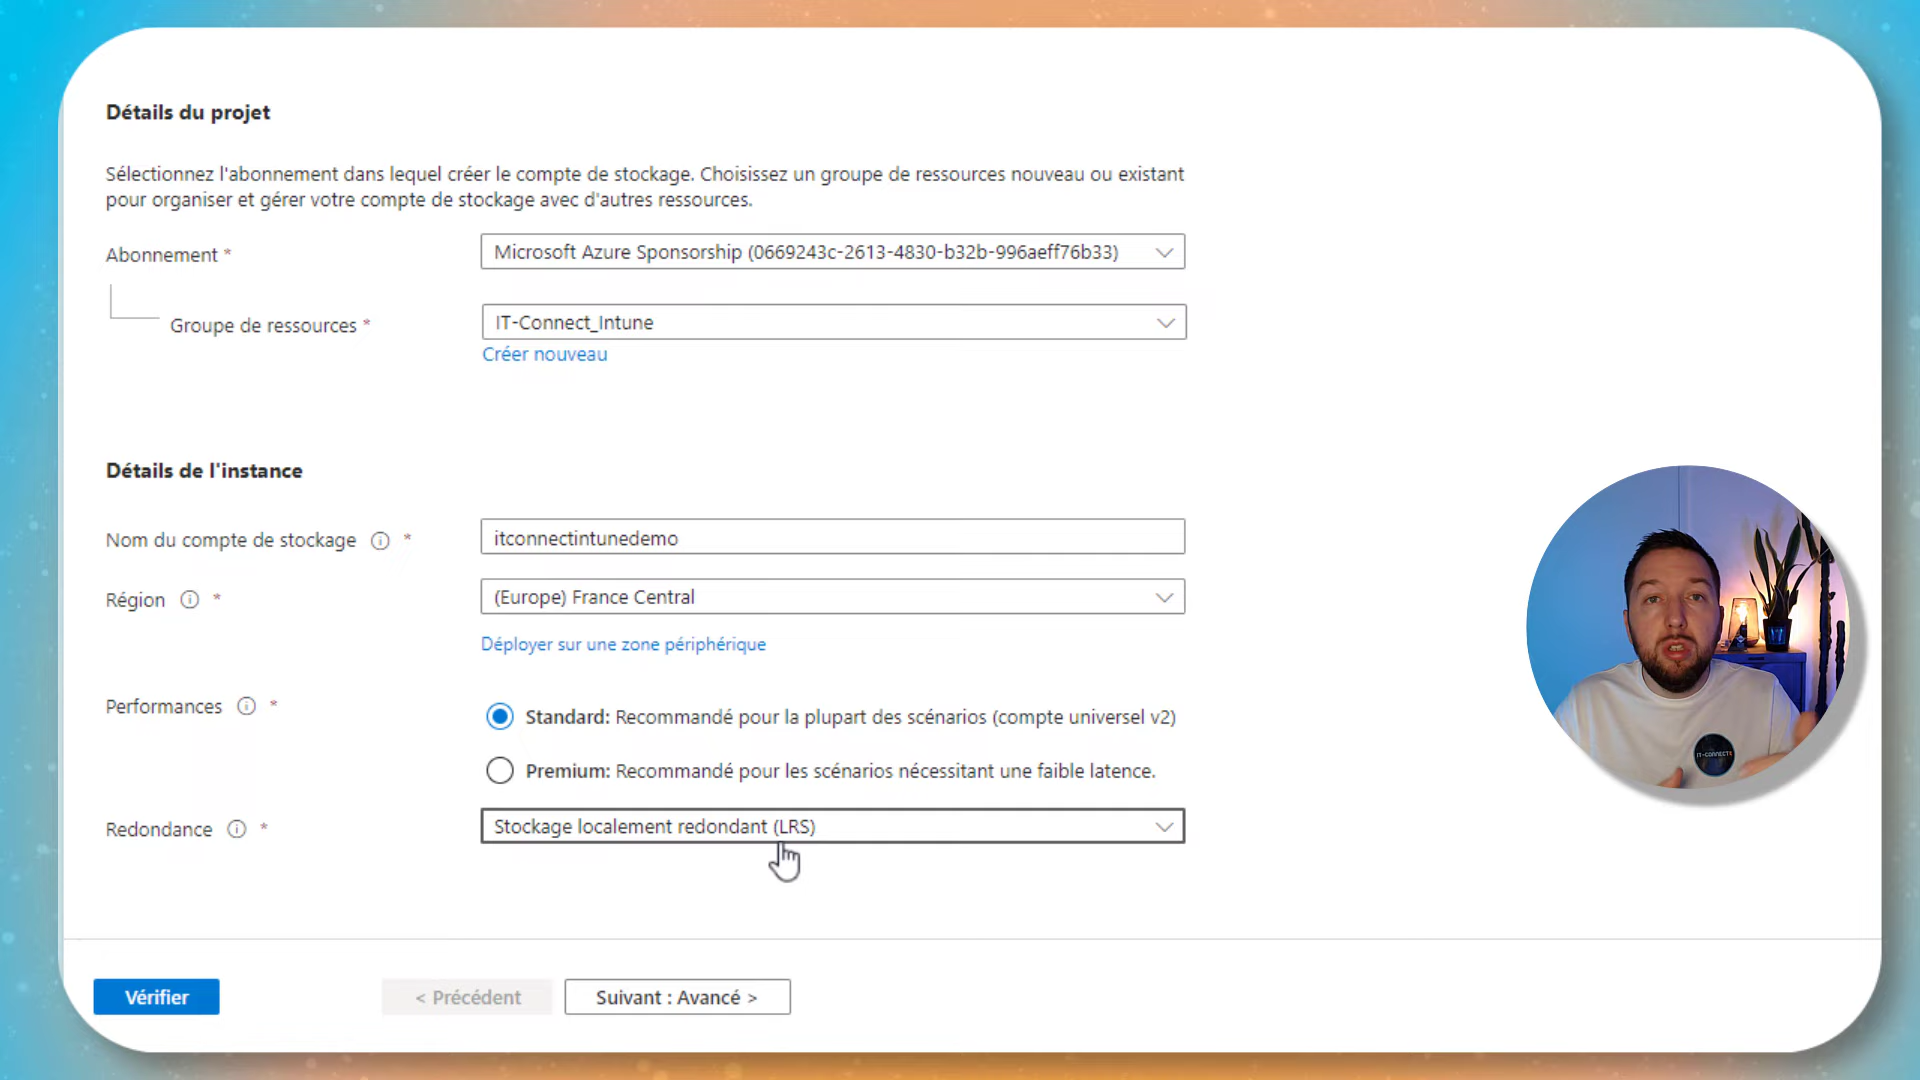 Détails du projet
Sélectionnez l'abonnement dans lequel créer le compte de stockage. Choisissez un groupe de ressources nouveau ou existant
pour organiser et gérer votre compte de stockage avec d'autres ressources.
Abonnement *
Microsoft Azure Sponsorship (0669243c-2613-4830-b32b-996aeff76b33)
Groupe de ressources *
IT-Connect_Intune
Créer nouveau
Détails de l'instance
Nom du compte de stockage *
itconnectintunedemo
Région *
(Europe) France Central
Déployer sur une zone périphérique
Performances *
Standard: Recommandé pour la plupart des scénarios (compte universel v2)
Premium: Recommandé pour les scénarios nécessitant une faible latence.
Redondance *
Stockage localement redondant (LRS)
IT-CONNECT
Vérifier
< Précédent
Suivant : Avancé >